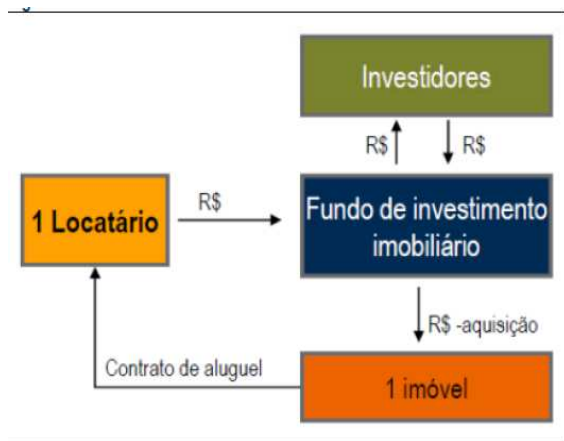 Investidores
R$
R$
1 Locatário
R$
Fundo de investimento
imobiliário
R$ -aquisição
Contrato de aluguel
1 imóvel